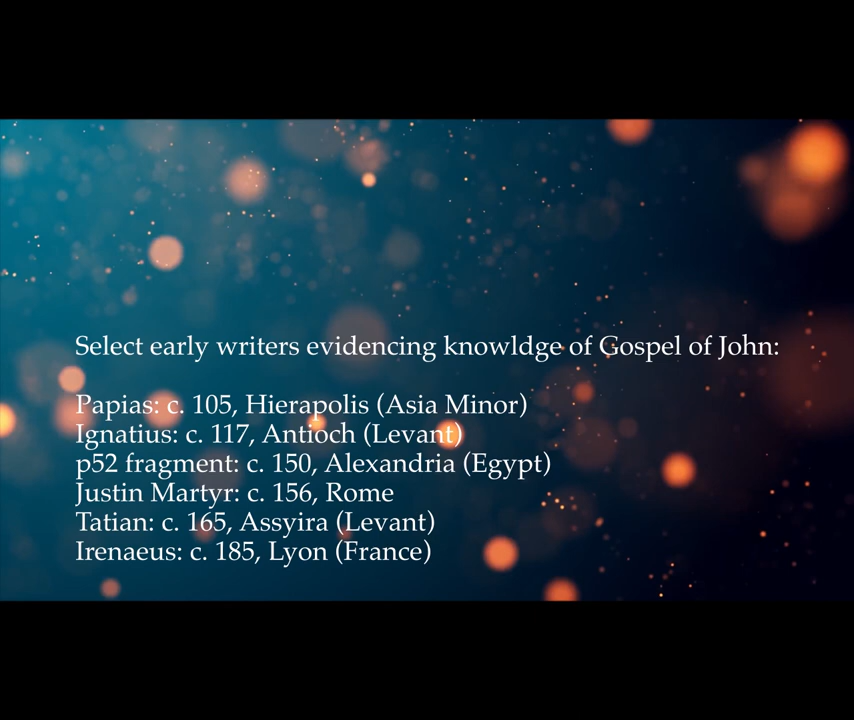 Select early writers evidencing knowldge of Gospel of John:
Papias: c. 105, Hierapolis (Asia Minor)
Ignatius: c. 117, Antioch (Levant)
p52 fragment: c. 150, Alexandria (Egypt)
Justin Martyr: c. 156, Rome
Tatian: c. 165, Assyira (Levant)
Irenaeus: c. 185, Lyon (France)